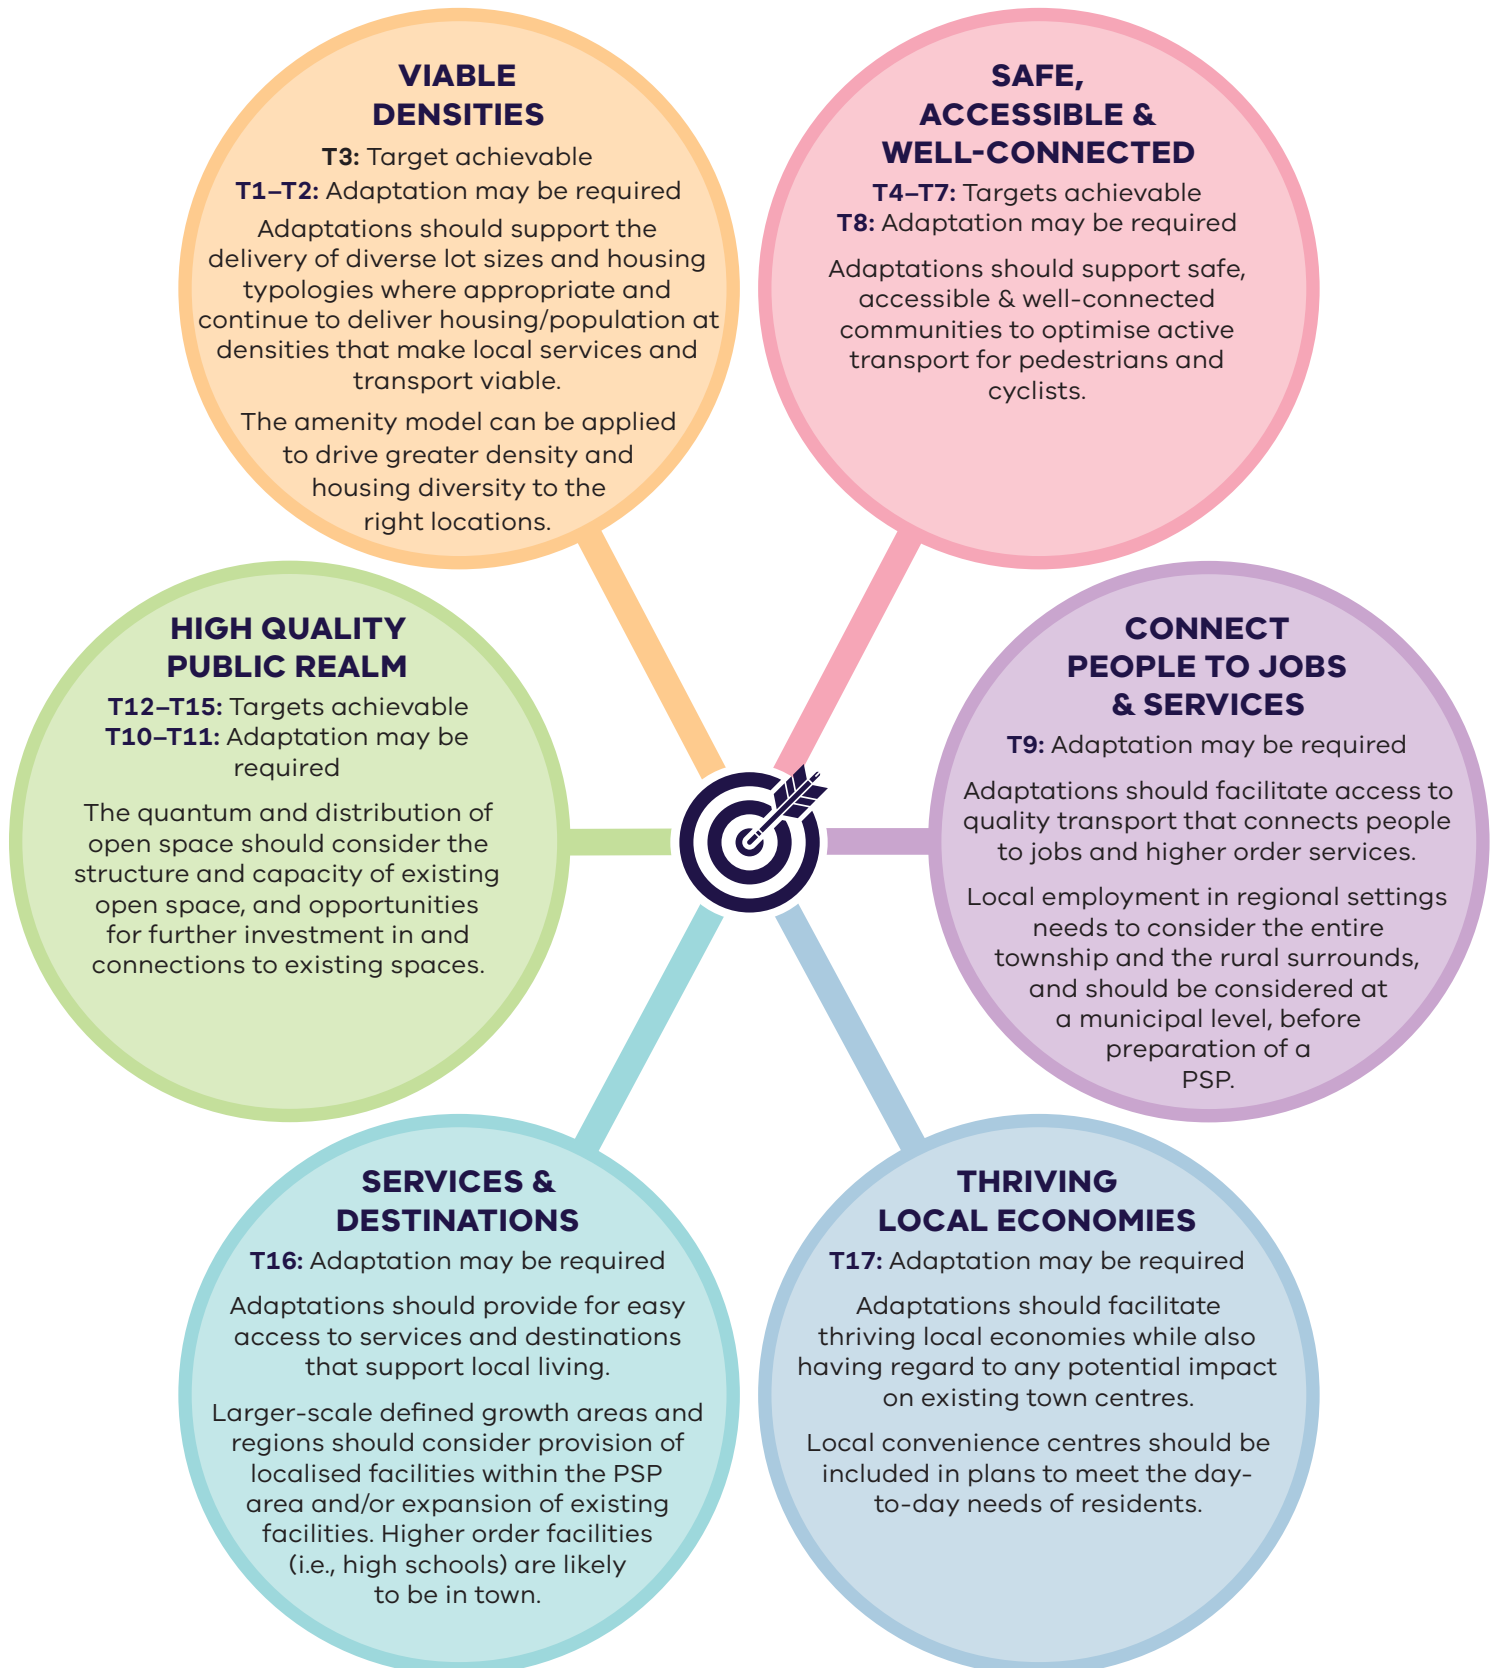 VIABLE
DENSITIES
T3: Target achievable
T1–T2: Adaptation may be required
Adaptations should support the
delivery of diverse lot sizes and housing
typologies where appropriate and
continue to deliver housing/population at
densities that make local services and
transport viable.
The amenity model can be applied
to drive greater density and
housing diversity to the
right locations.
SAFE,
ACCESSIBLE &
WELL-CONNECTED
T4–T7: Targets achievable
T8: Adaptation may be required
Adaptations should support safe,
accessible & well-connected
communities to optimise active
transport for pedestrians and
cyclists.
HIGH QUALITY
PUBLIC REALM
T12–T15: Targets achievable
T10–T11: Adaptation may be
required
The quantum and distribution of
open space should consider the
structure and capacity of existing
open space, and opportunities
for further investment in and
connections to existing spaces.
CONNECT
PEOPLE TO JOBS
& SERVICES
T9: Adaptation may be required
Adaptations should facilitate access to
quality transport that connects people
to jobs and higher order services.
Local employment in regional settings
needs to consider the entire
township and the rural surrounds,
and should be considered at
a municipal level, before
preparation of a
PSP.
SERVICES &
DESTINATIONS
T16: Adaptation may be required
Adaptations should provide for easy
access to services and destinations
that support local living.
Larger-scale defined growth areas and
regions should consider provision of
localised facilities within the PSP
area and/or expansion of existing
facilities. Higher order facilities
(i.e., high schools) are likely
to be in town.
THRIVING
LOCAL ECONOMIES
T17: Adaptation may be required
Adaptations should facilitate
thriving local economies while also
having regard to any potential impact
on existing town centres.
Local convenience centres should be
included in plans to meet the day-
to-day needs of residents.